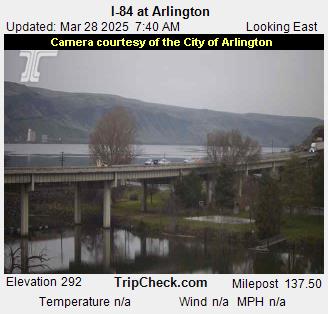 I-84 at Arlington
Updated: Mar 28 2025 7:40 AM Looking East
Camera courtesy of the City of Arlington
Elevation 292 TripCheck.com Milepost 137.50
Temperature n/a Wind n/a MPH n/a